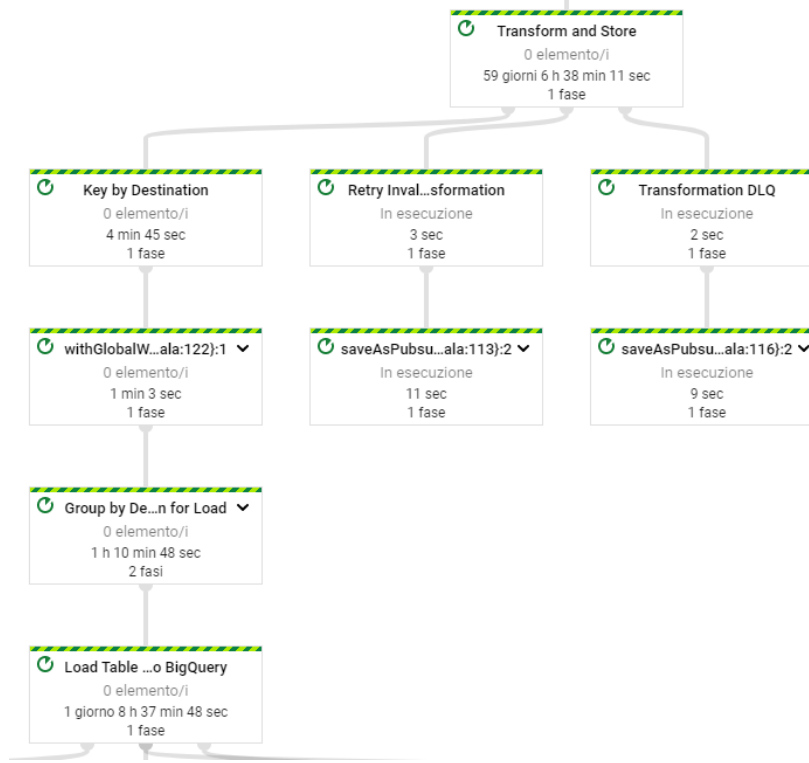 Transform and Store
0 elemento/i
59 giorni 6 h 38 min 11 sec
1 fase
Key by Destination
0 elemento/i
4 min 45 sec
1 fase
Retry Inval...sformation
In esecuzione
3 sec
1 fase
Transformation DLQ
In esecuzione
2 sec
1 fase
withGlobalW...ala:122}:1
0 elemento/i
1 min 3 sec
1 fase
saveAsPubsu...ala:113}:2
In esecuzione
11 sec
1 fase
saveAsPubsu...ala:116}:2
In esecuzione
9 sec
1 fase
Group by De...n for Load
0 elemento/i
1 h 10 min 48 sec
2 fasi
Load Table ...o BigQuery
0 elemento/i
1 giorno 8 h 37 min 48 sec
1 fase